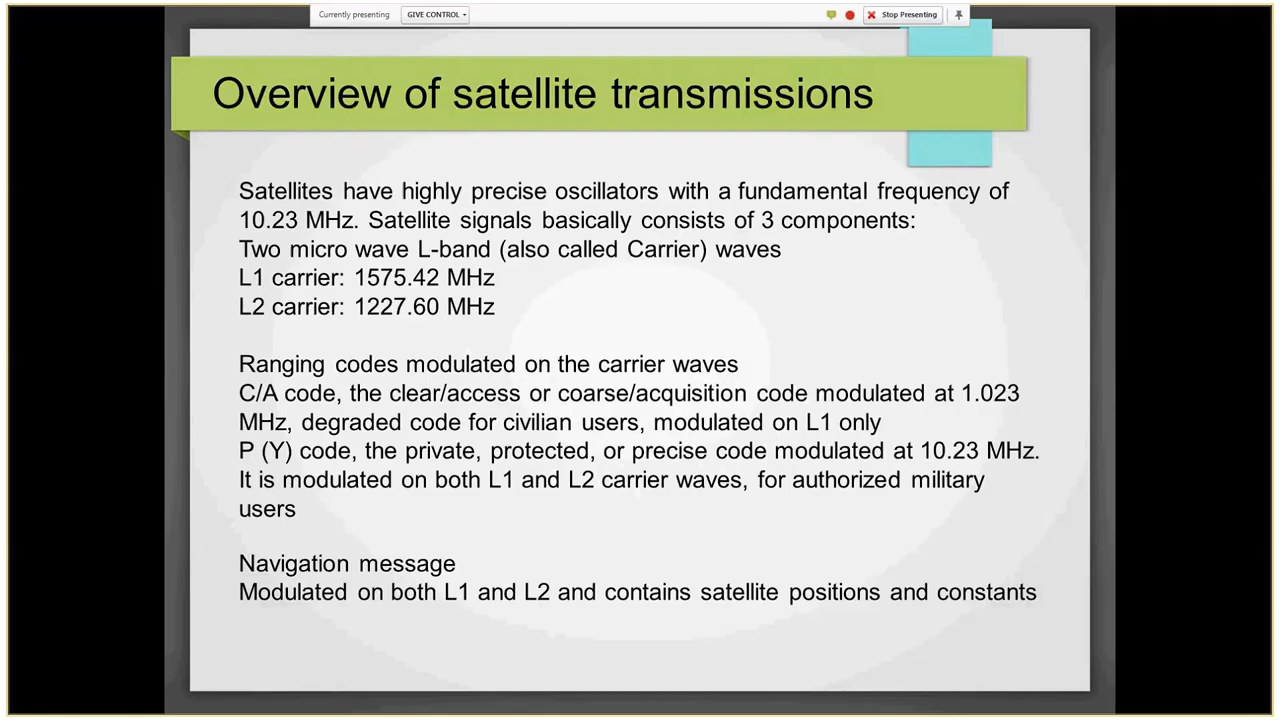 Currently presenting
GIVE CONTROL
Stop Presenting
Overview of satellite transmissions
Satellites have highly precise oscillators with a fundamental frequency of
10.23 MHz. Satellite signals basically consists of 3 components:
Two micro wave L-band (also called Carrier) waves
L1 carrier: 1575.42 MHz
L2 carrier: 1227.60 MHz
Ranging codes modulated on the carrier waves
C/A code, the clear/access or coarse/acquisition code modulated at 1.023
MHz, degraded code for civilian users, modulated on L1 only
P (Y) code, the private, protected, or precise code modulated at 10.23 MHz.
It is modulated on both L1 and L2 carrier waves, for authorized military
users
Navigation message
Modulated on both L1 and L2 and contains satellite positions and constants